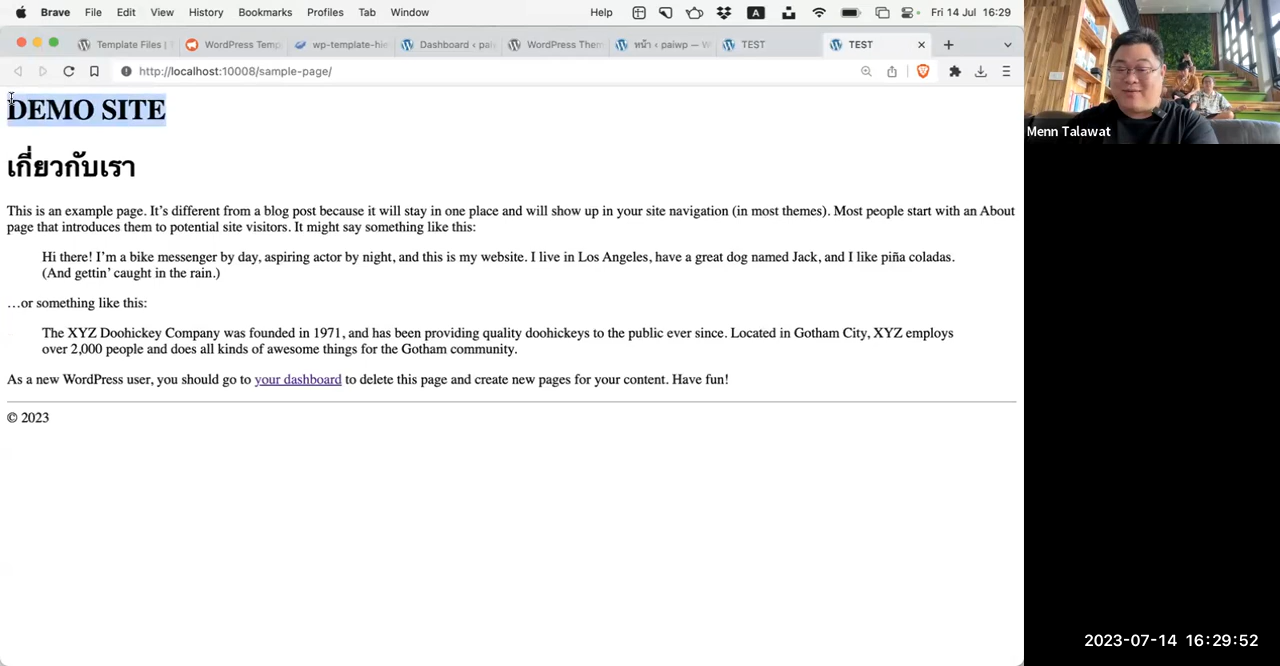 Brave File Edit View History Bookmarks Profiles Tab Window Help A Fri 14 Jul 16:29
Template Files | WordPress Temp wp-template-hie Dashboard ‹ pai WordPress Them หน้า ‹ paiwp — W TEST TEST
http://localhost:10008/sample-page/
DEMO SITE
เกี่ยวกับเรา
This is an example page. It’s different from a blog post because it will stay in one place and will show up in your site navigation (in most themes). Most people start with an About
page that introduces them to potential site visitors. It might say something like this:
Hi there! I’m a bike messenger by day, aspiring actor by night, and this is my website. I live in Los Angeles, have a great dog named Jack, and I like piña coladas.
(And gettin’ caught in the rain.)
…or something like this:
The XYZ Doohickey Company was founded in 1971, and has been providing quality doohickeys to the public ever since. Located in Gotham City, XYZ employs
over 2,000 people and does all kinds of awesome things for the Gotham community.
As a new WordPress user, you should go to your dashboard to delete this page and create new pages for your content. Have fun!
© 2023
Menn Talawat
2023-07-14 16:29:52